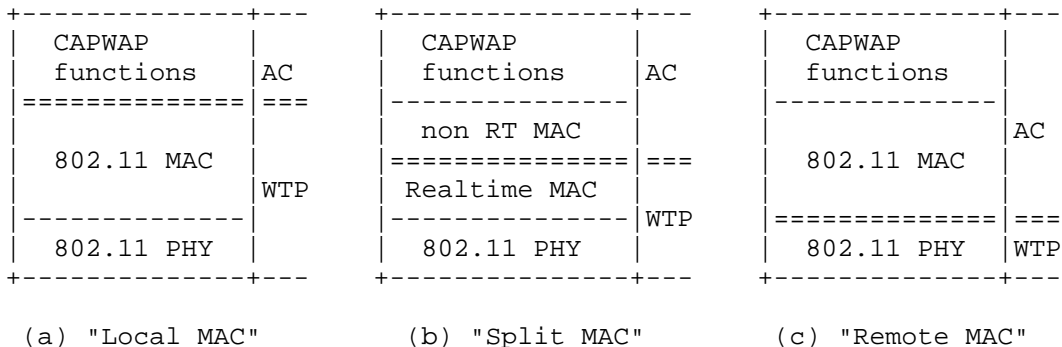 +--------------+---    +---------------+---    +--------------+---
|  CAPWAP      |       |  CAPWAP       |       |  CAPWAP      |
|  functions   |AC     |  functions    |AC     |  functions   |
|==============|===    |---------------|       |--------------|
|              |       |  non RT MAC   |       |              |AC
|  802.11 MAC  |       |===============|===    |  802.11 MAC  |
|              |WTP    | Realtime MAC  |       |              |
|--------------|       |---------------|WTP    |==============|===
|  802.11 PHY  |       |  802.11 PHY   |       |  802.11 PHY  |WTP
+--------------+---    +---------------+---    +--------------+---
(a) "Local MAC"         (b) "Split MAC"        (c) "Remote MAC"